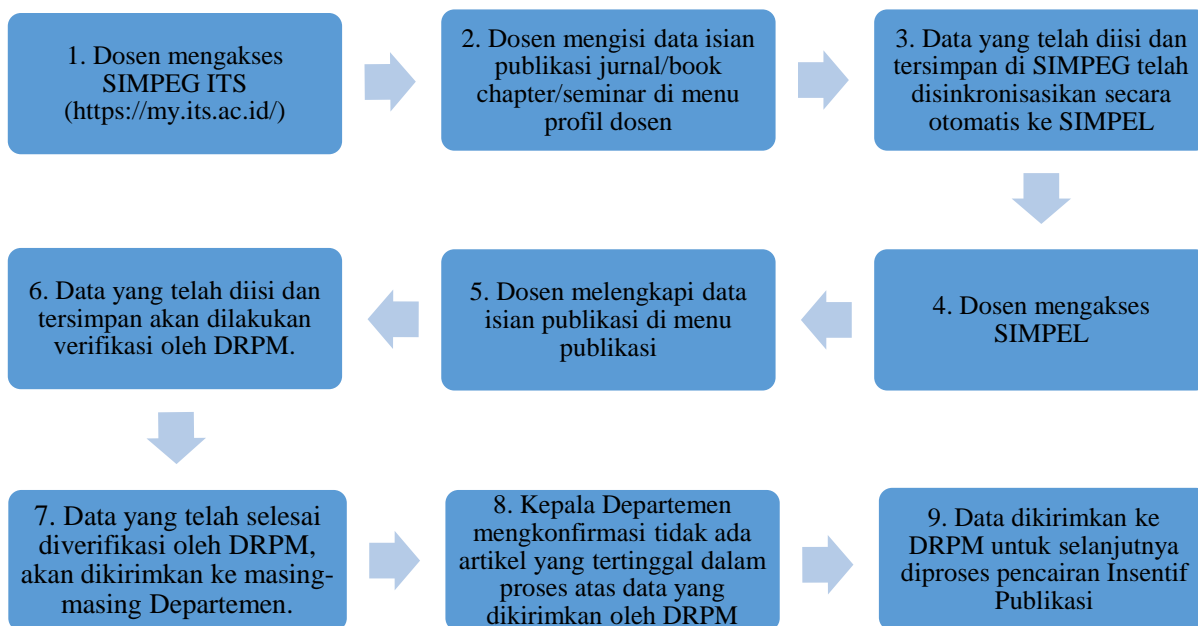 1. Dosen mengakses
SIMPEG ITS
(https://my.its.ac.id/)
2. Dosen mengisi data isian
publikasi jurnal/book
chapter/seminar di menu
profil dosen
3. Data yang telah diisi dan
tersimpan di SIMPEG telah
disinkronisasikan secara
otomatis ke SIMPEL
4. Dosen mengakses
SIMPEL
5. Dosen melengkapi data
isian publikasi di menu
publikasi
6. Data yang telah diisi dan
tersimpan akan dilakukan
verifikasi oleh DRPM.
7. Data yang telah selesai
diverifikasi oleh DRPM,
akan dikirimkan ke masing-
masing Departemen.
8. Kepala Departemen
mengkonfirmasi tidak ada
artikel yang tertinggal dalam
proses atas data yang
dikirimkan oleh DRPM
9. Data dikirimkan ke
DRPM untuk selanjutnya
diproses pencairan Insentif
Publikasi